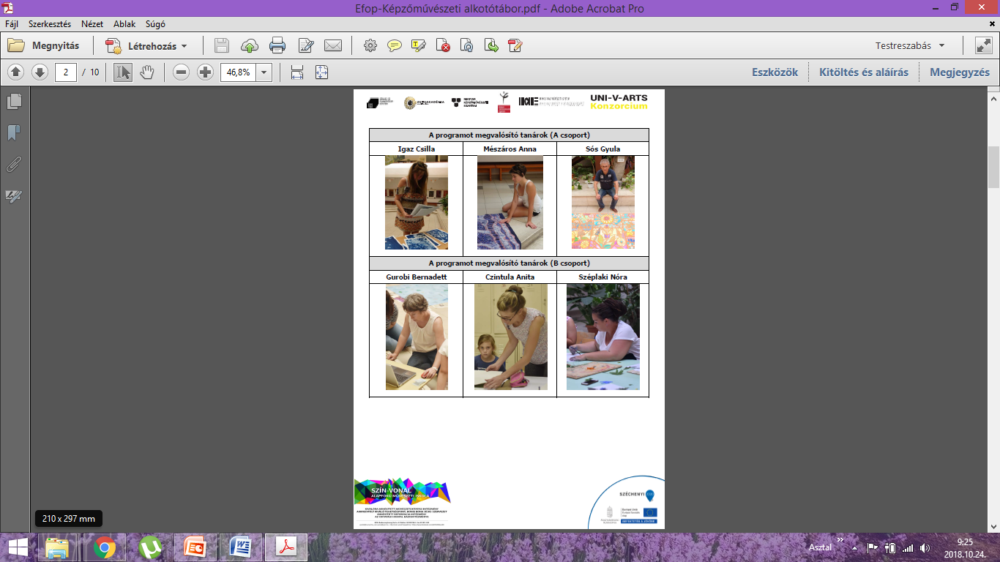 Efop-Képzőművészeti alkotótábor.pdf - Adobe Acrobat Pro
Fájl Szerkesztés Nézet Ablak Súgó
Megnyitás Létrehozás Testreszabás
2 / 10 46,8% Eszközök Kitöltés és aláírás Megjegyzés
UNI-V-ARTS
Konzorcium
A programot megvalósító tanárok (A csoport)
Igaz Csilla Mészáros Anna Sós Gyula
A programot megvalósító tanárok (B csoport)
Gurobi Bernadett Czintula Anita Széplaki Nóra
SZÍN-VONAL
ALAPFOKÚ MŰVÉSZETI ISKOLA
SZÉCHENYI
BEFEKTETÉS A JÖVŐBE
210 x 297 mm
Asztal
9:25
2018.10.24.